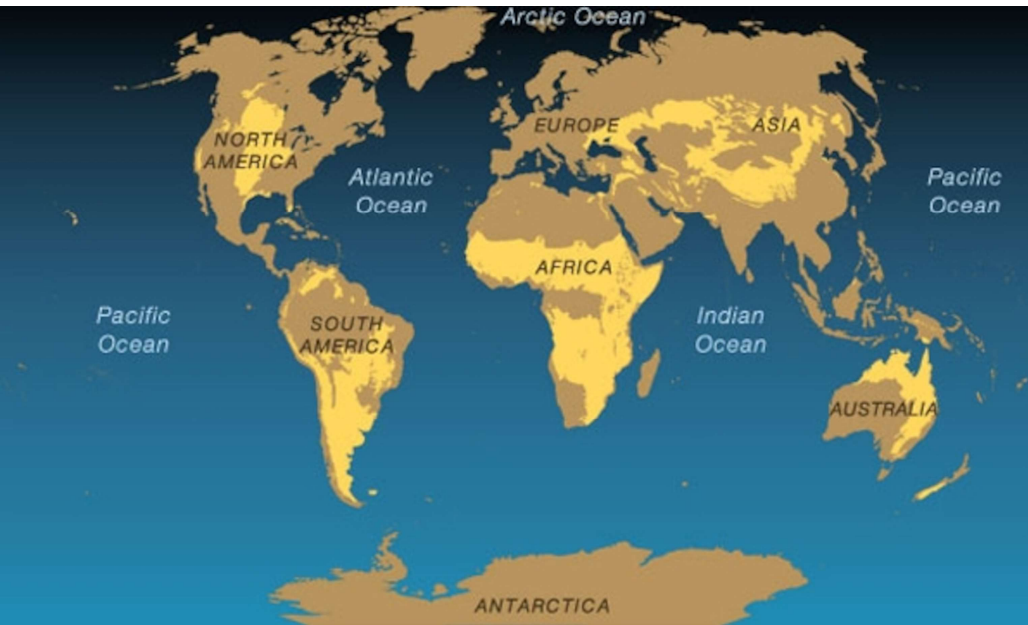 Arctic Ocean
NORTH
AMERICA
EUROPE
ASIA
Atlantic
Ocean
Pacific
Ocean
AFRICA
Pacific
Ocean
SOUTH
AMERICA
Indian
Ocean
AUSTRALIA
ANTARCTICA